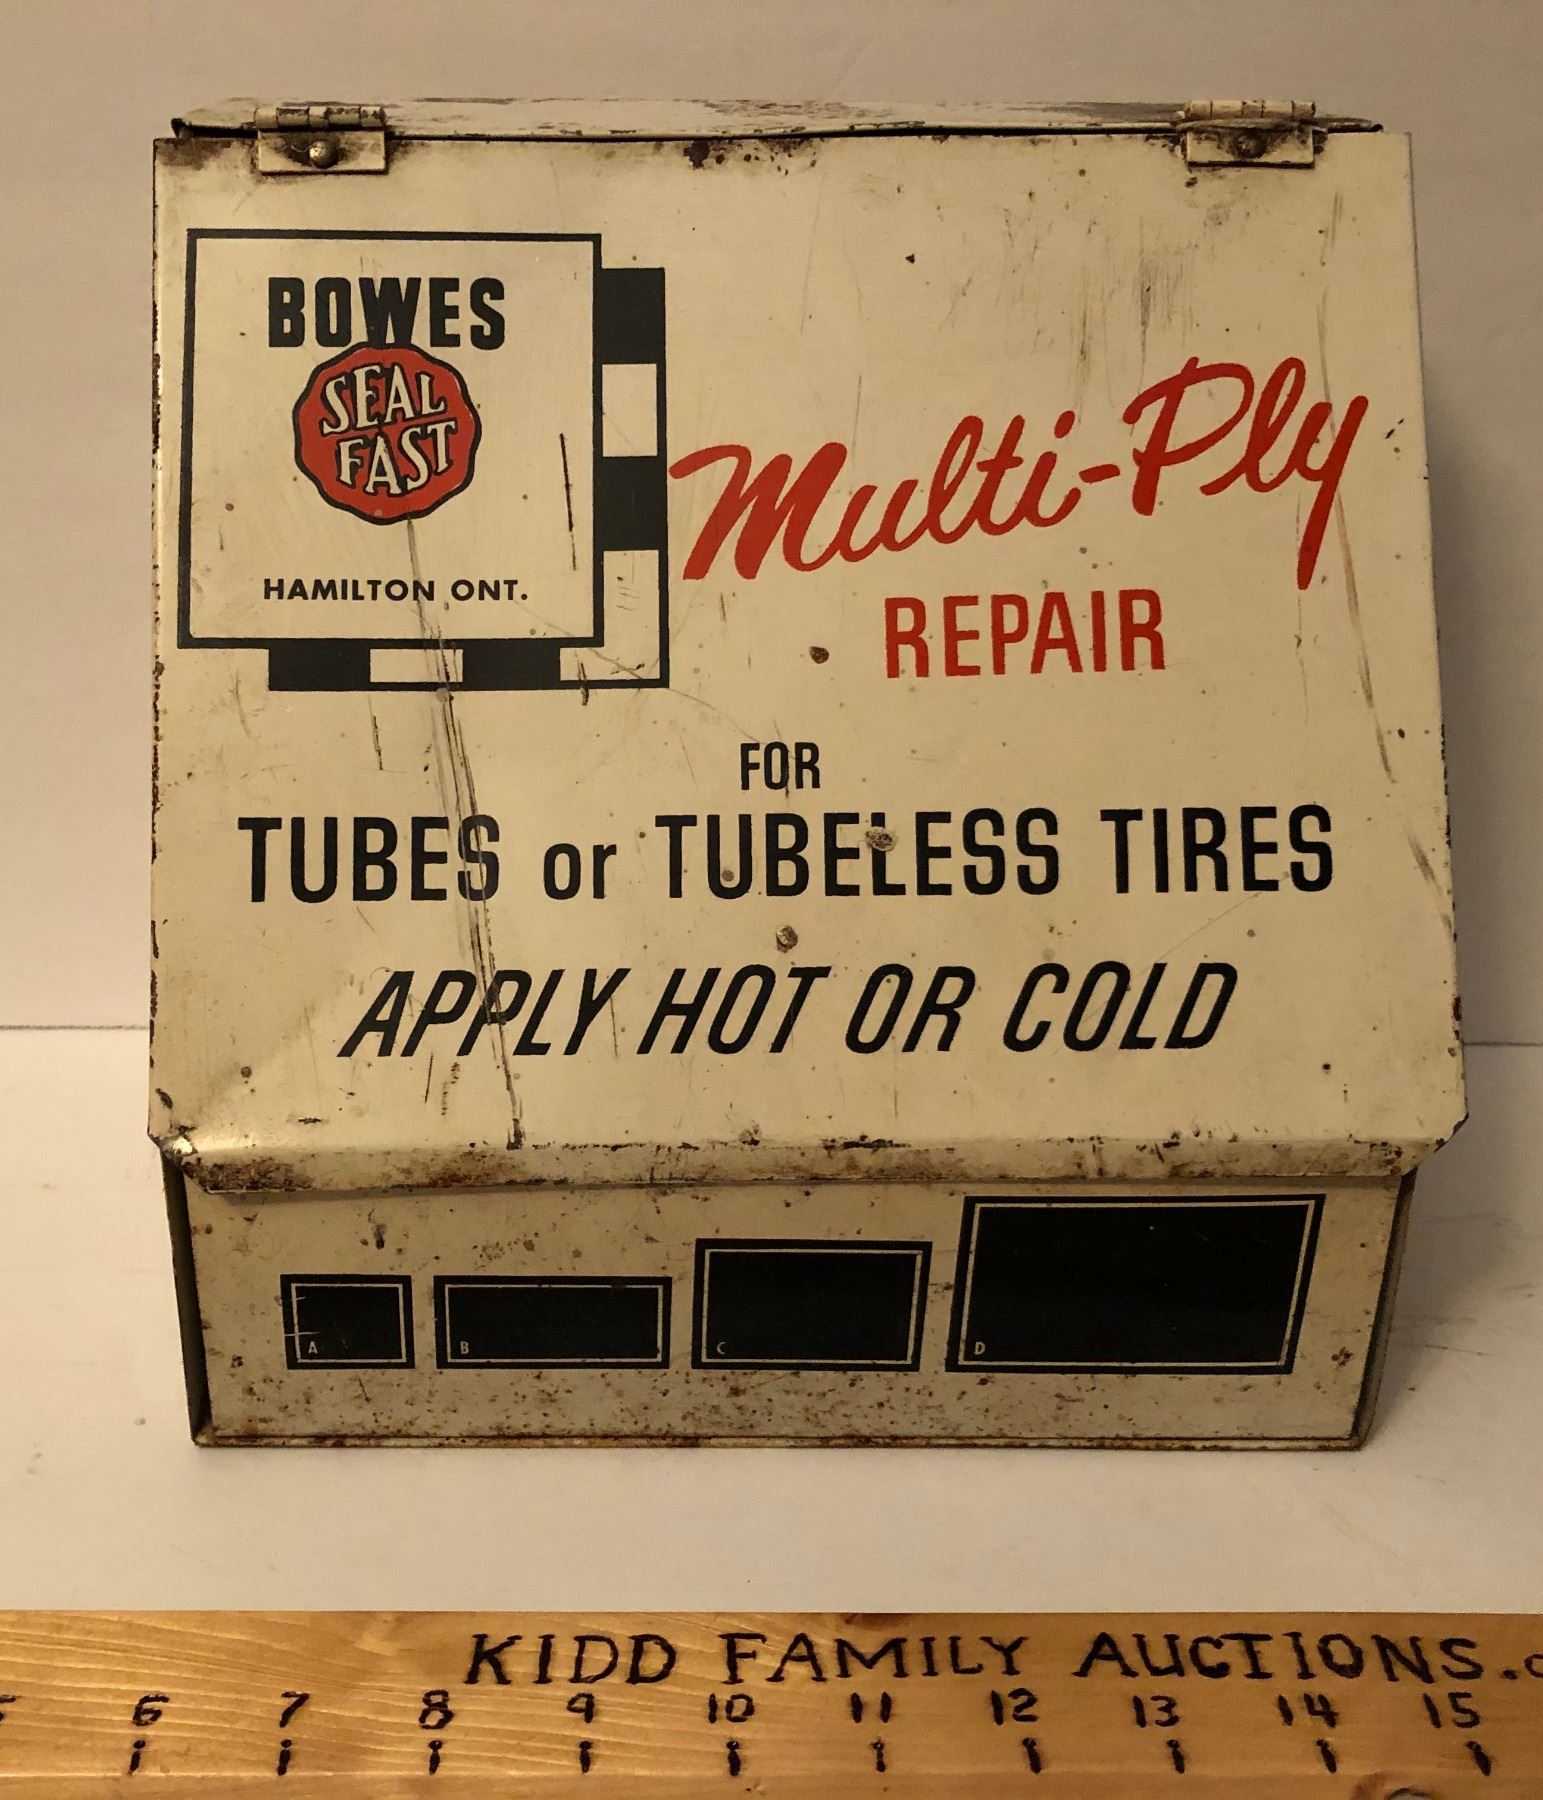 BOWES
SEAL
FAST
HAMILTON ONT.
Multi-Ply
REPAIR
FOR
TUBES or TUBELESS TIRES
APPLY HOT OR COLD
A B C D
KIDD FAMILY AUCTIONS.
6 7 8 9 10 11 12 13 14 15